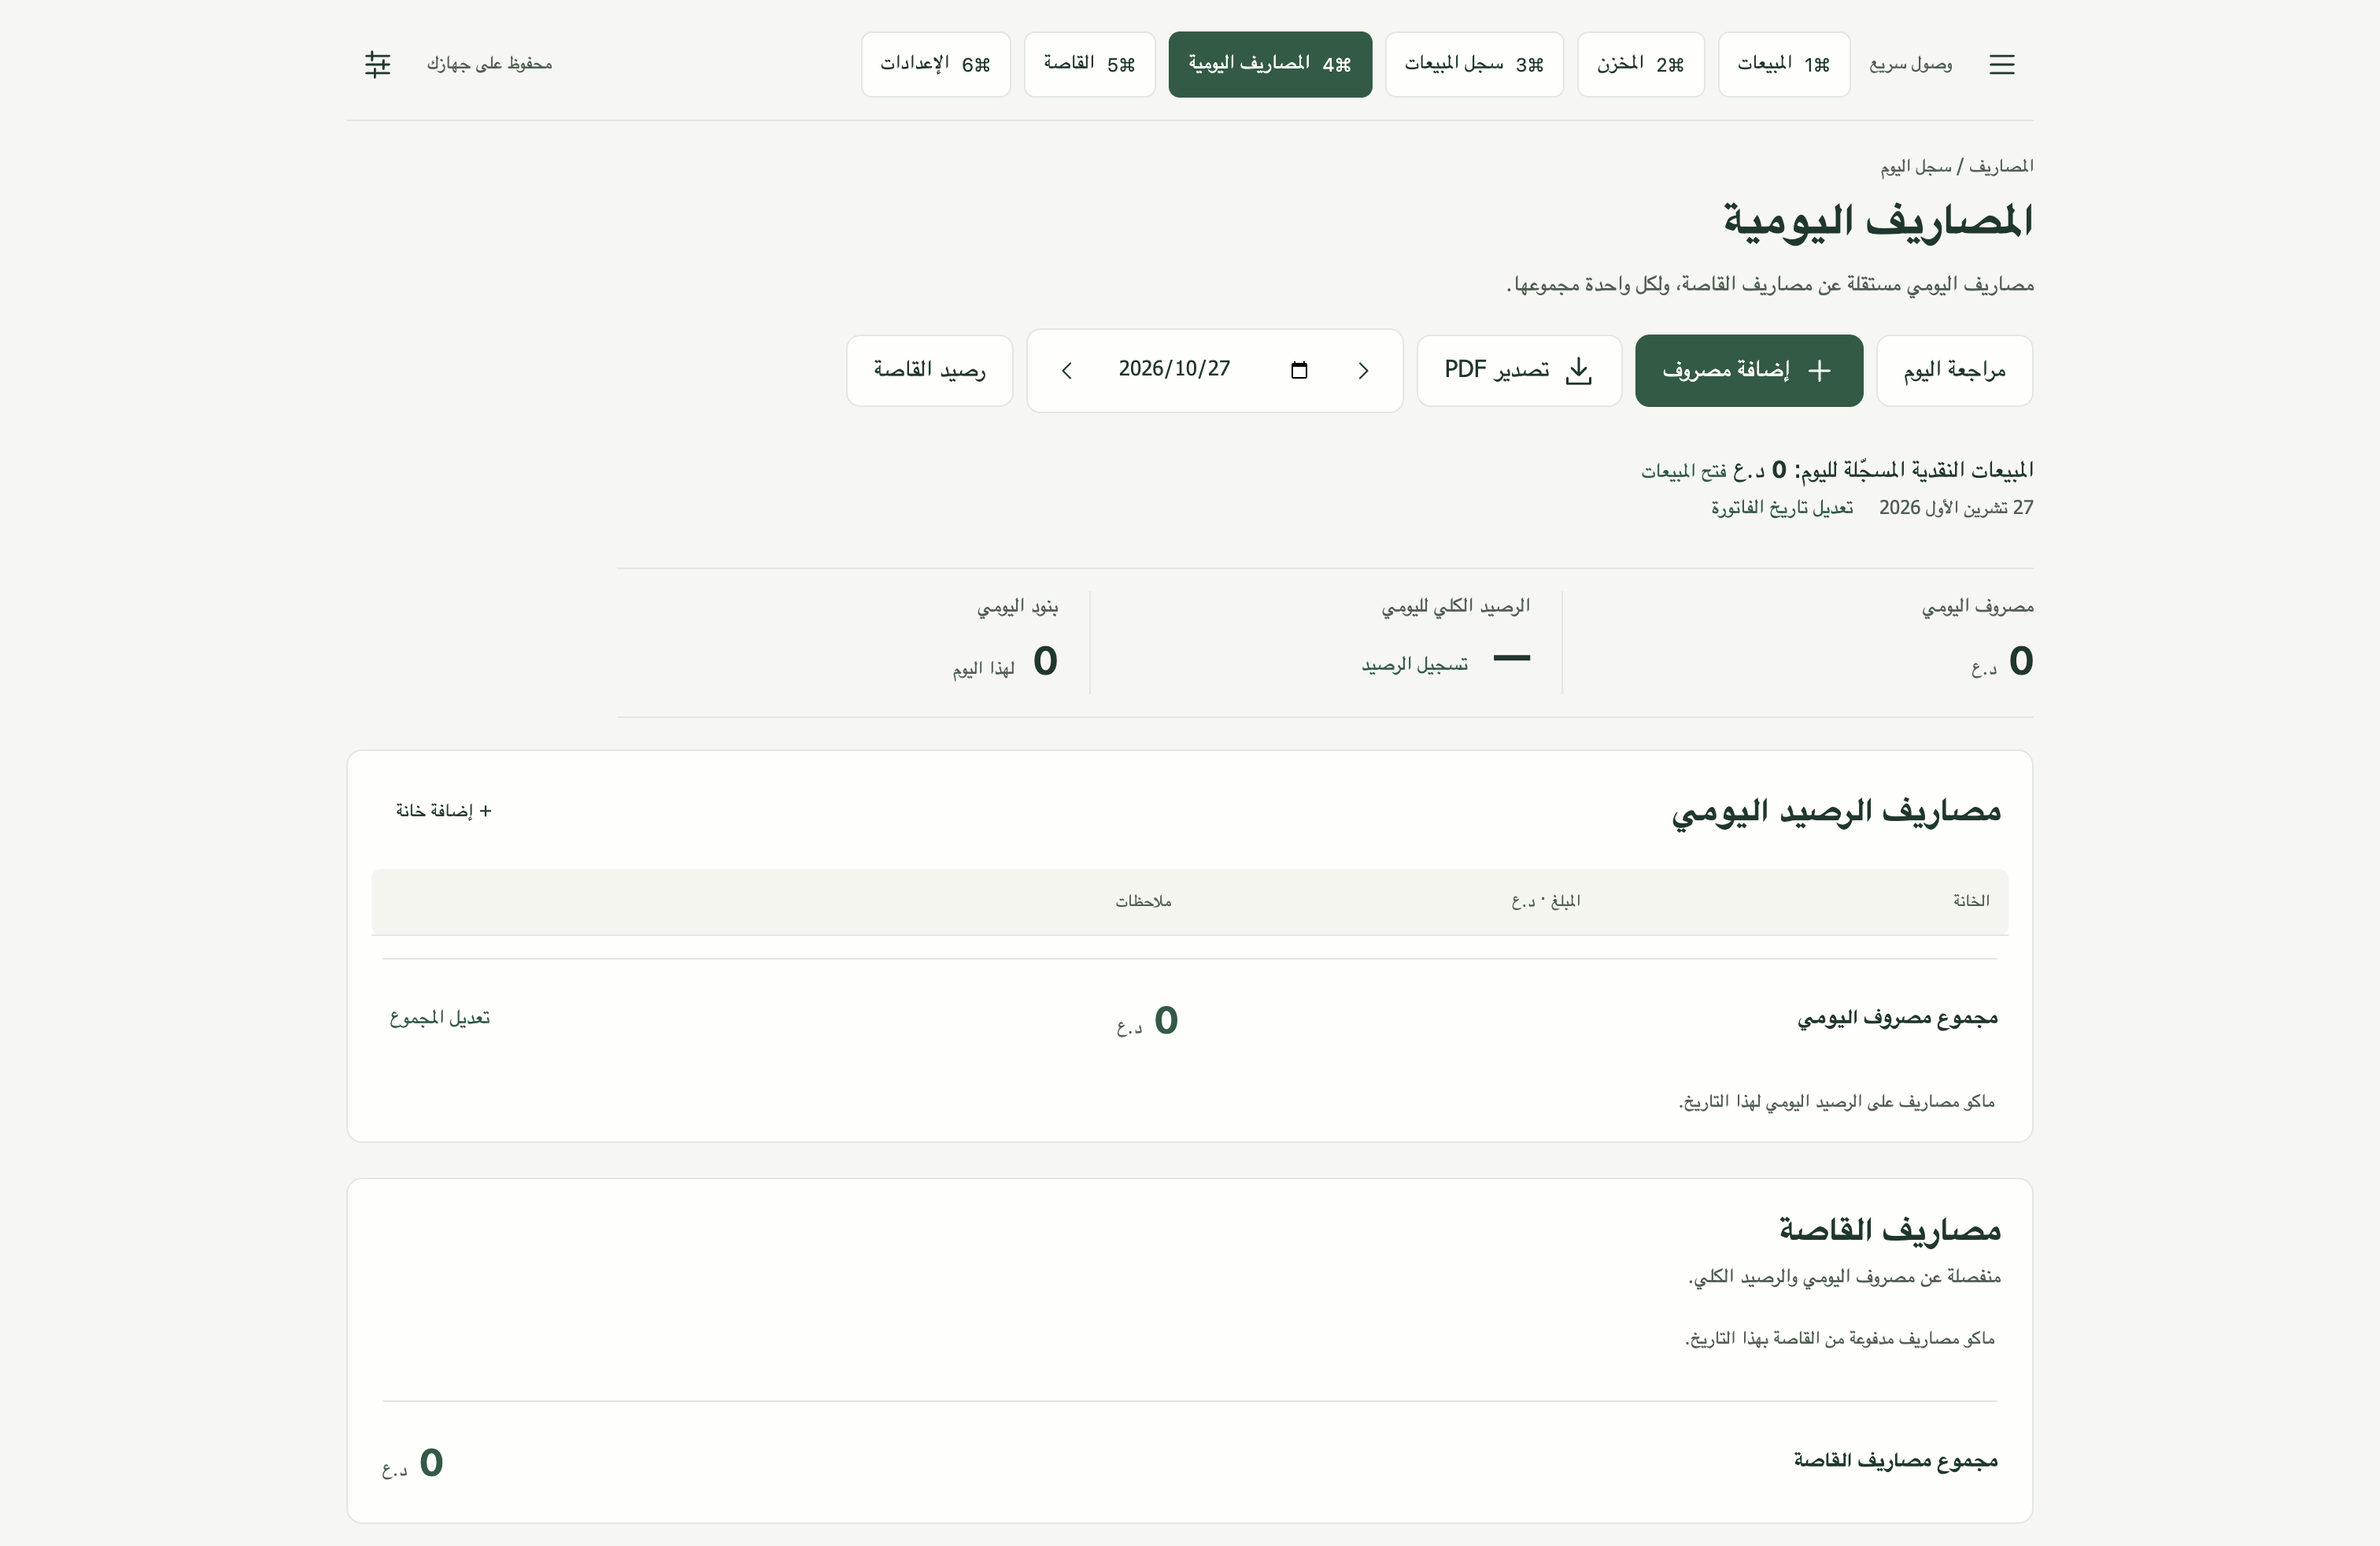 وصول سريع
⌘1 المبيعات
⌘2 المخزن
⌘3 سجل المبيعات
⌘4 المصاريف اليومية
⌘5 القاصة
⌘6 الإعدادات
محفوظ على جهازك
المصاريف / سجل اليوم
المصاريف اليومية
مصاريف اليومي مستقلة عن مصاريف القاصة، ولكل واحدة مجموعها.
مراجعة اليوم
إضافة مصروف
تصدير PDF
2026/10/27
رصيد القاصة
المبيعات النقدية المسجّلة لليوم: 0 د.ع فتح المبيعات
27 تشرين الأول 2026 تعديل تاريخ الفاتورة
مصروف اليومي
0 د.ع
الرصيد الكلي لليومي
— تسجيل الرصيد
بنود اليومي
0 لهذا اليوم
مصاريف الرصيد اليومي
+ إضافة خانة
الخانة
المبلغ · د.ع
ملاحظات
مجموع مصروف اليومي
0 د.ع
تعديل المجموع
ماكو مصاريف على الرصيد اليومي لهذا التاريخ.
مصاريف القاصة
منفصلة عن مصروف اليومي والرصيد الكلي.
ماكو مصاريف مدفوعة من القاصة بهذا التاريخ.
مجموع مصاريف القاصة
0 د.ع